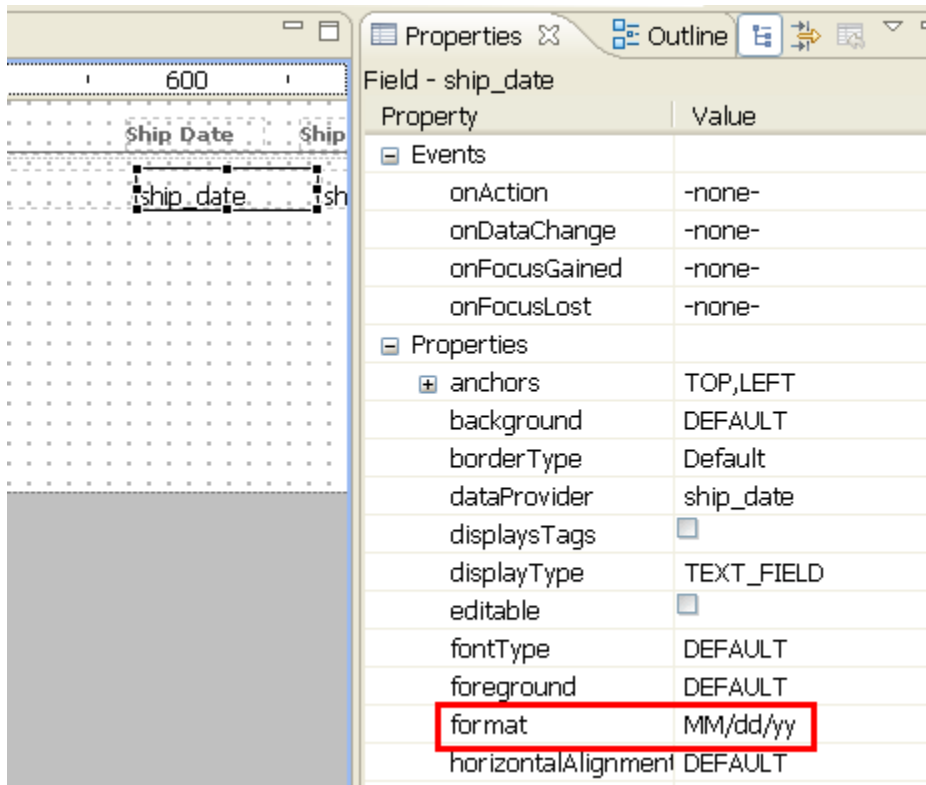 Properties Outline
600
Field - ship_date
Property Value
Ship Date Ship
Events
ship_date sh
onAction -none-
onDataChange -none-
onFocusGained -none-
onFocusLost -none-
Properties
anchors TOP,LEFT
background DEFAULT
borderType Default
dataProvider ship_date
displaysTags
displayType TEXT_FIELD
editable
fontType DEFAULT
foreground DEFAULT
format MM/dd/yy
horizontalAlignment DEFAULT